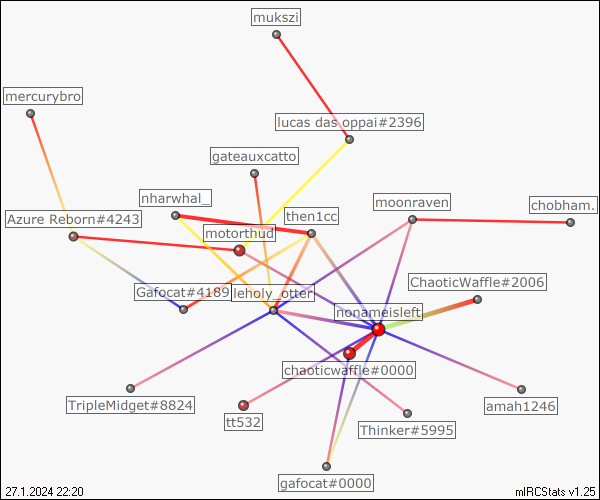 mukszi
mercurybro
lucas das oppai#2396
gateauxcatto
nharwhal_
moonraven
chobham.
Azure Reborn#4243
then1cc
motorthud
ChaoticWaffle#2006
Gafocat#4189
leholy_otter
nonameisleft
chaoticwaffle#0000
TripleMidget#8824
amah1246
tt532
Thinker#5995
gafocat#0000
27.1.2024 22:20
mIRCStats v1.25